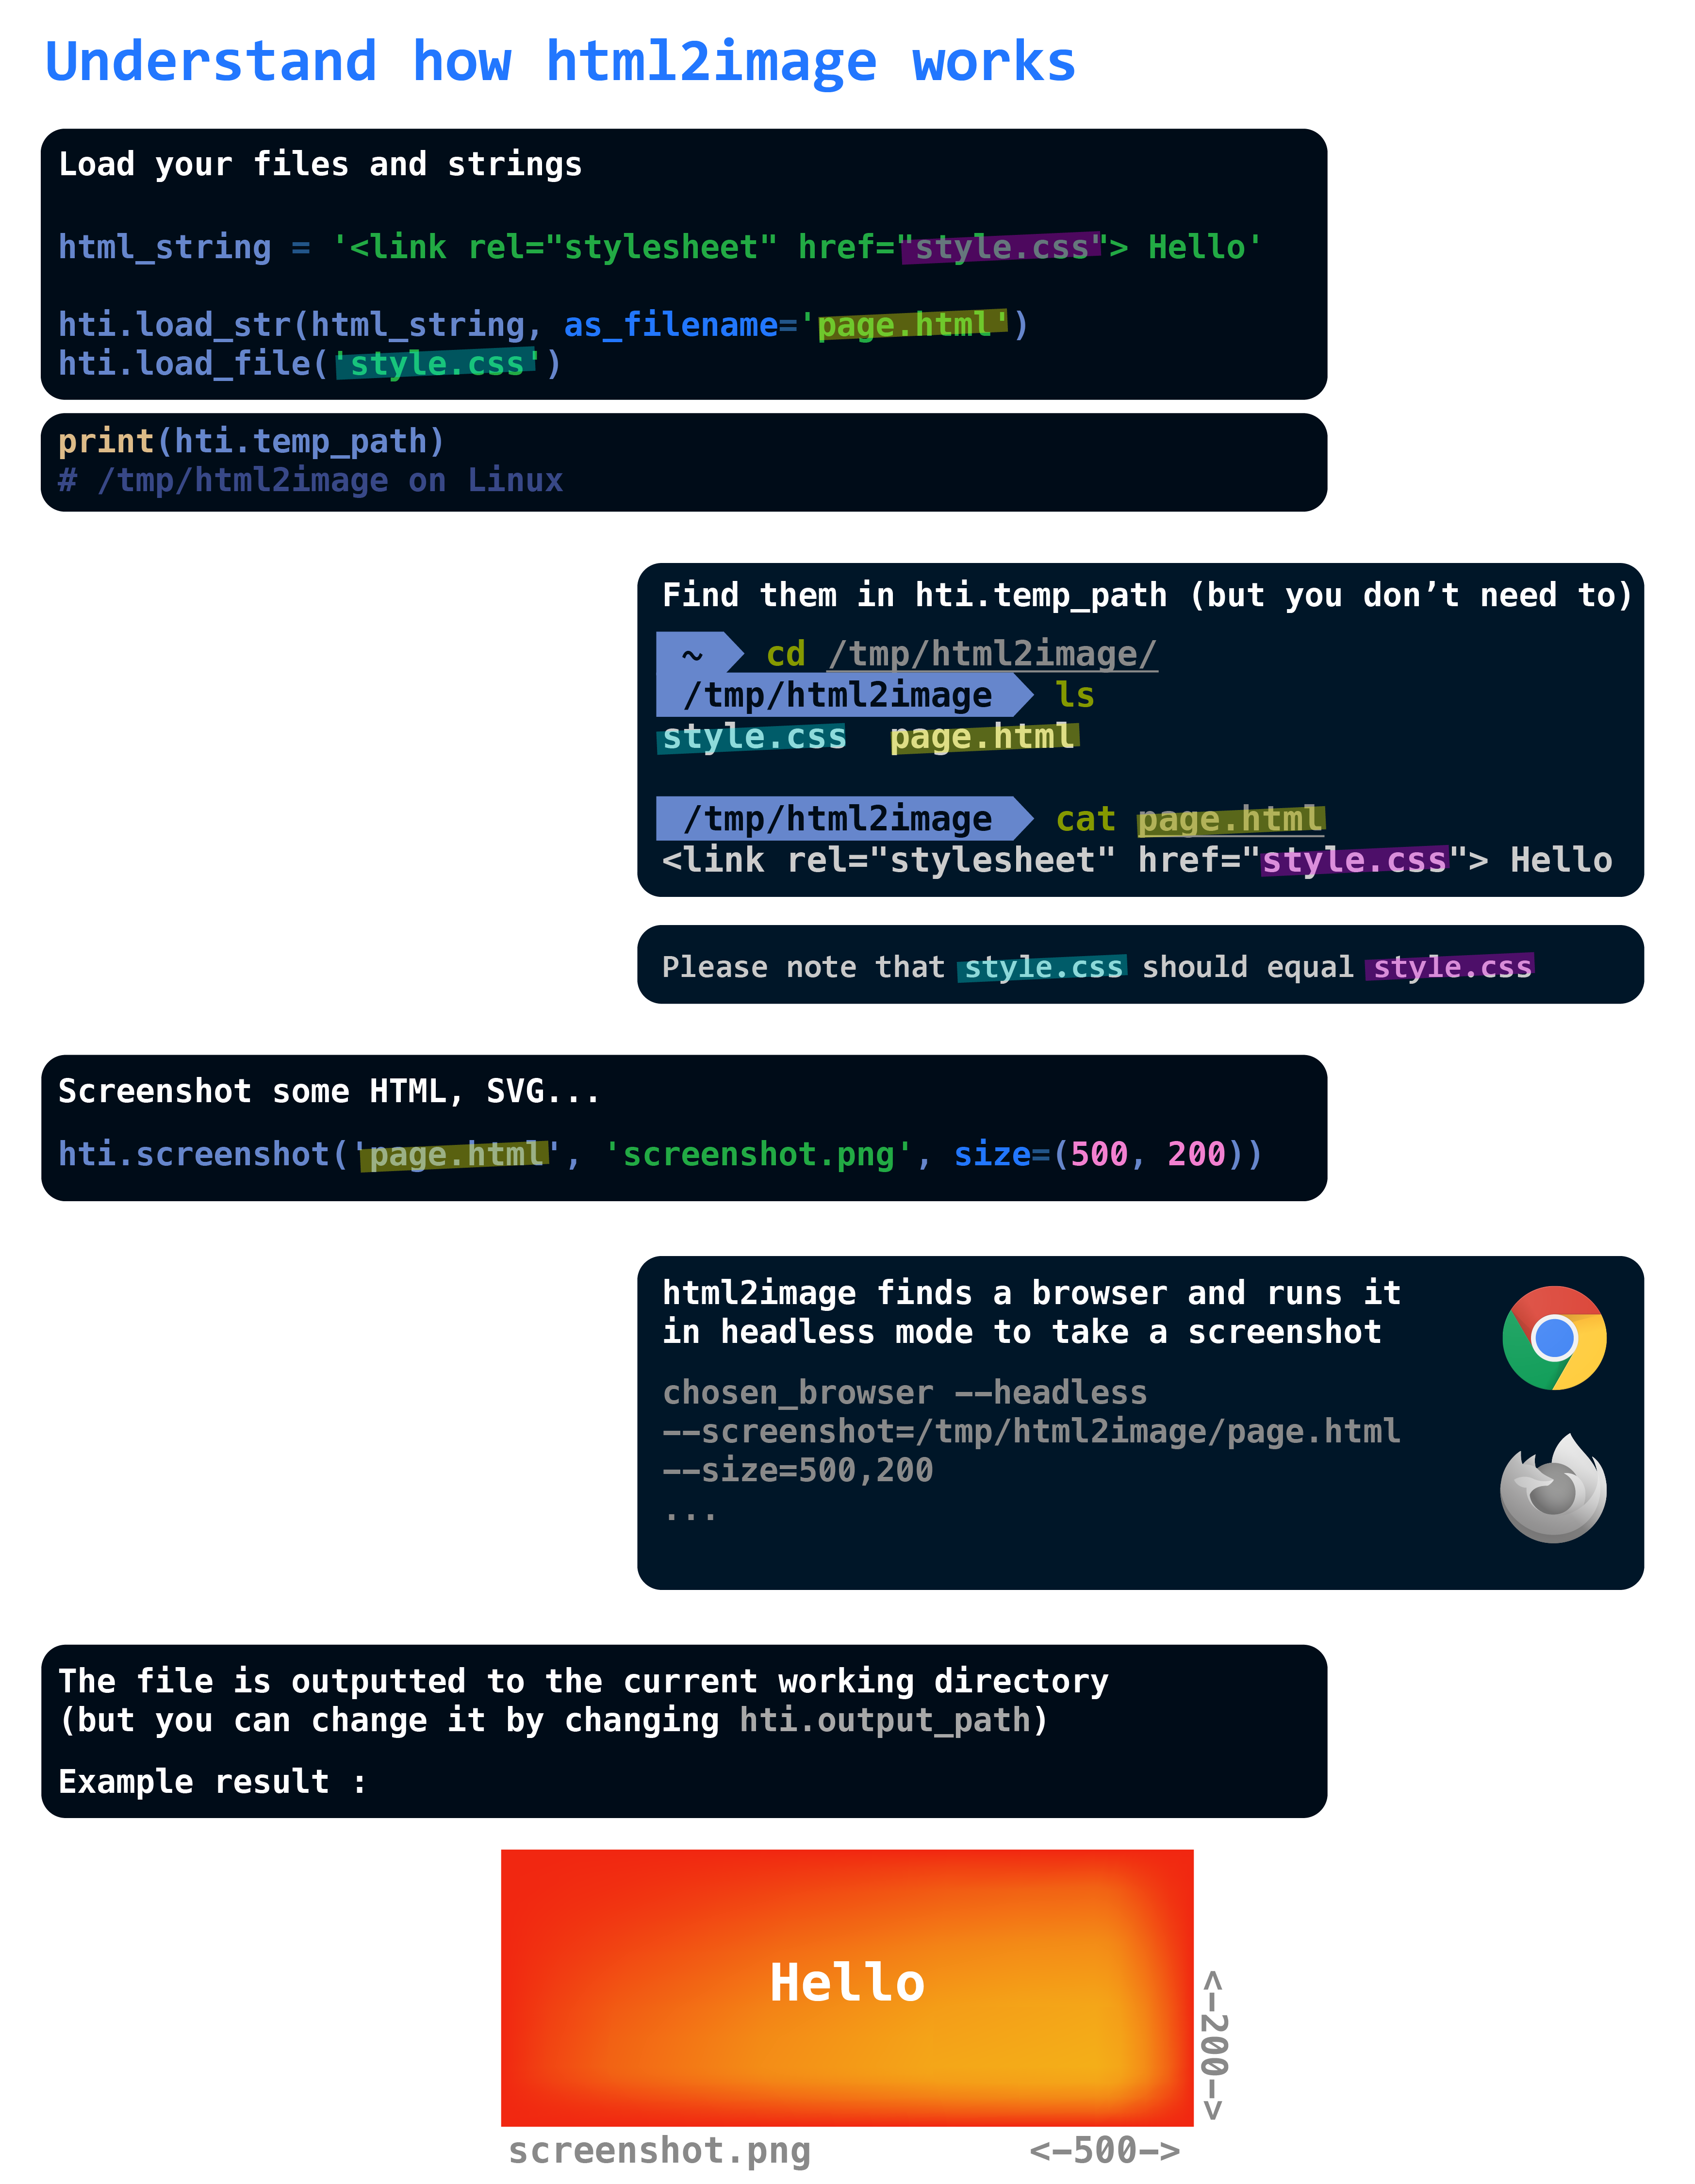 Understand how html2image works
Load your files and strings
html_string = '<link rel="stylesheet" href="style.css"> Hello'
hti.load_str(html_string, as_filename='page.html')
hti.load_file('style.css')
print(hti.temp_path)
# /tmp/html2image on Linux
Find them in hti.temp_path (but you don’t need to)
~ cd /tmp/html2image/
/tmp/html2image ls
style.css page.html
/tmp/html2image cat page.html
<link rel="stylesheet" href="style.css"> Hello
Please note that style.css should equal style.css
Screenshot some HTML, SVG...
hti.screenshot('page.html', 'screenshot.png', size=(500, 200))
html2image finds a browser and runs it
in headless mode to take a screenshot
chosen_browser --headless
--screenshot=/tmp/html2image/page.html
--size=500,200
...
The file is outputted to the current working directory
(but you can change it by changing hti.output_path)
Example result :
Hello
<-200->
screenshot.png <-500->